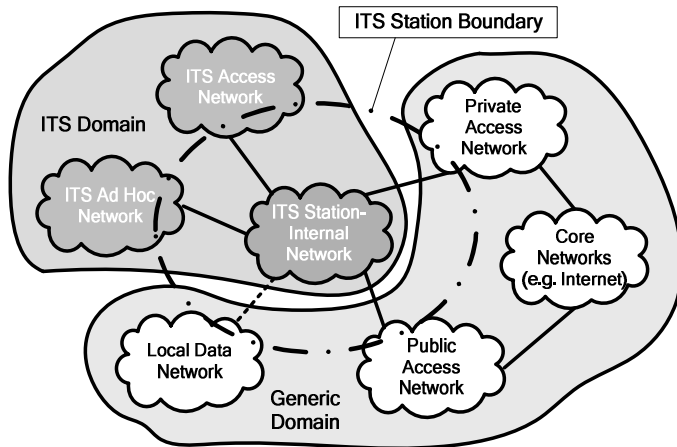 ITS Station Boundary
ITS Access
Network
ITS Domain
Private
Access
Network
ITS Ad Hoc
Network
ITS Station-
Internal
Network
Core
Networks
(e.g. Internet)
Local Data
Network
Public
Access
Network
Generic
Domain